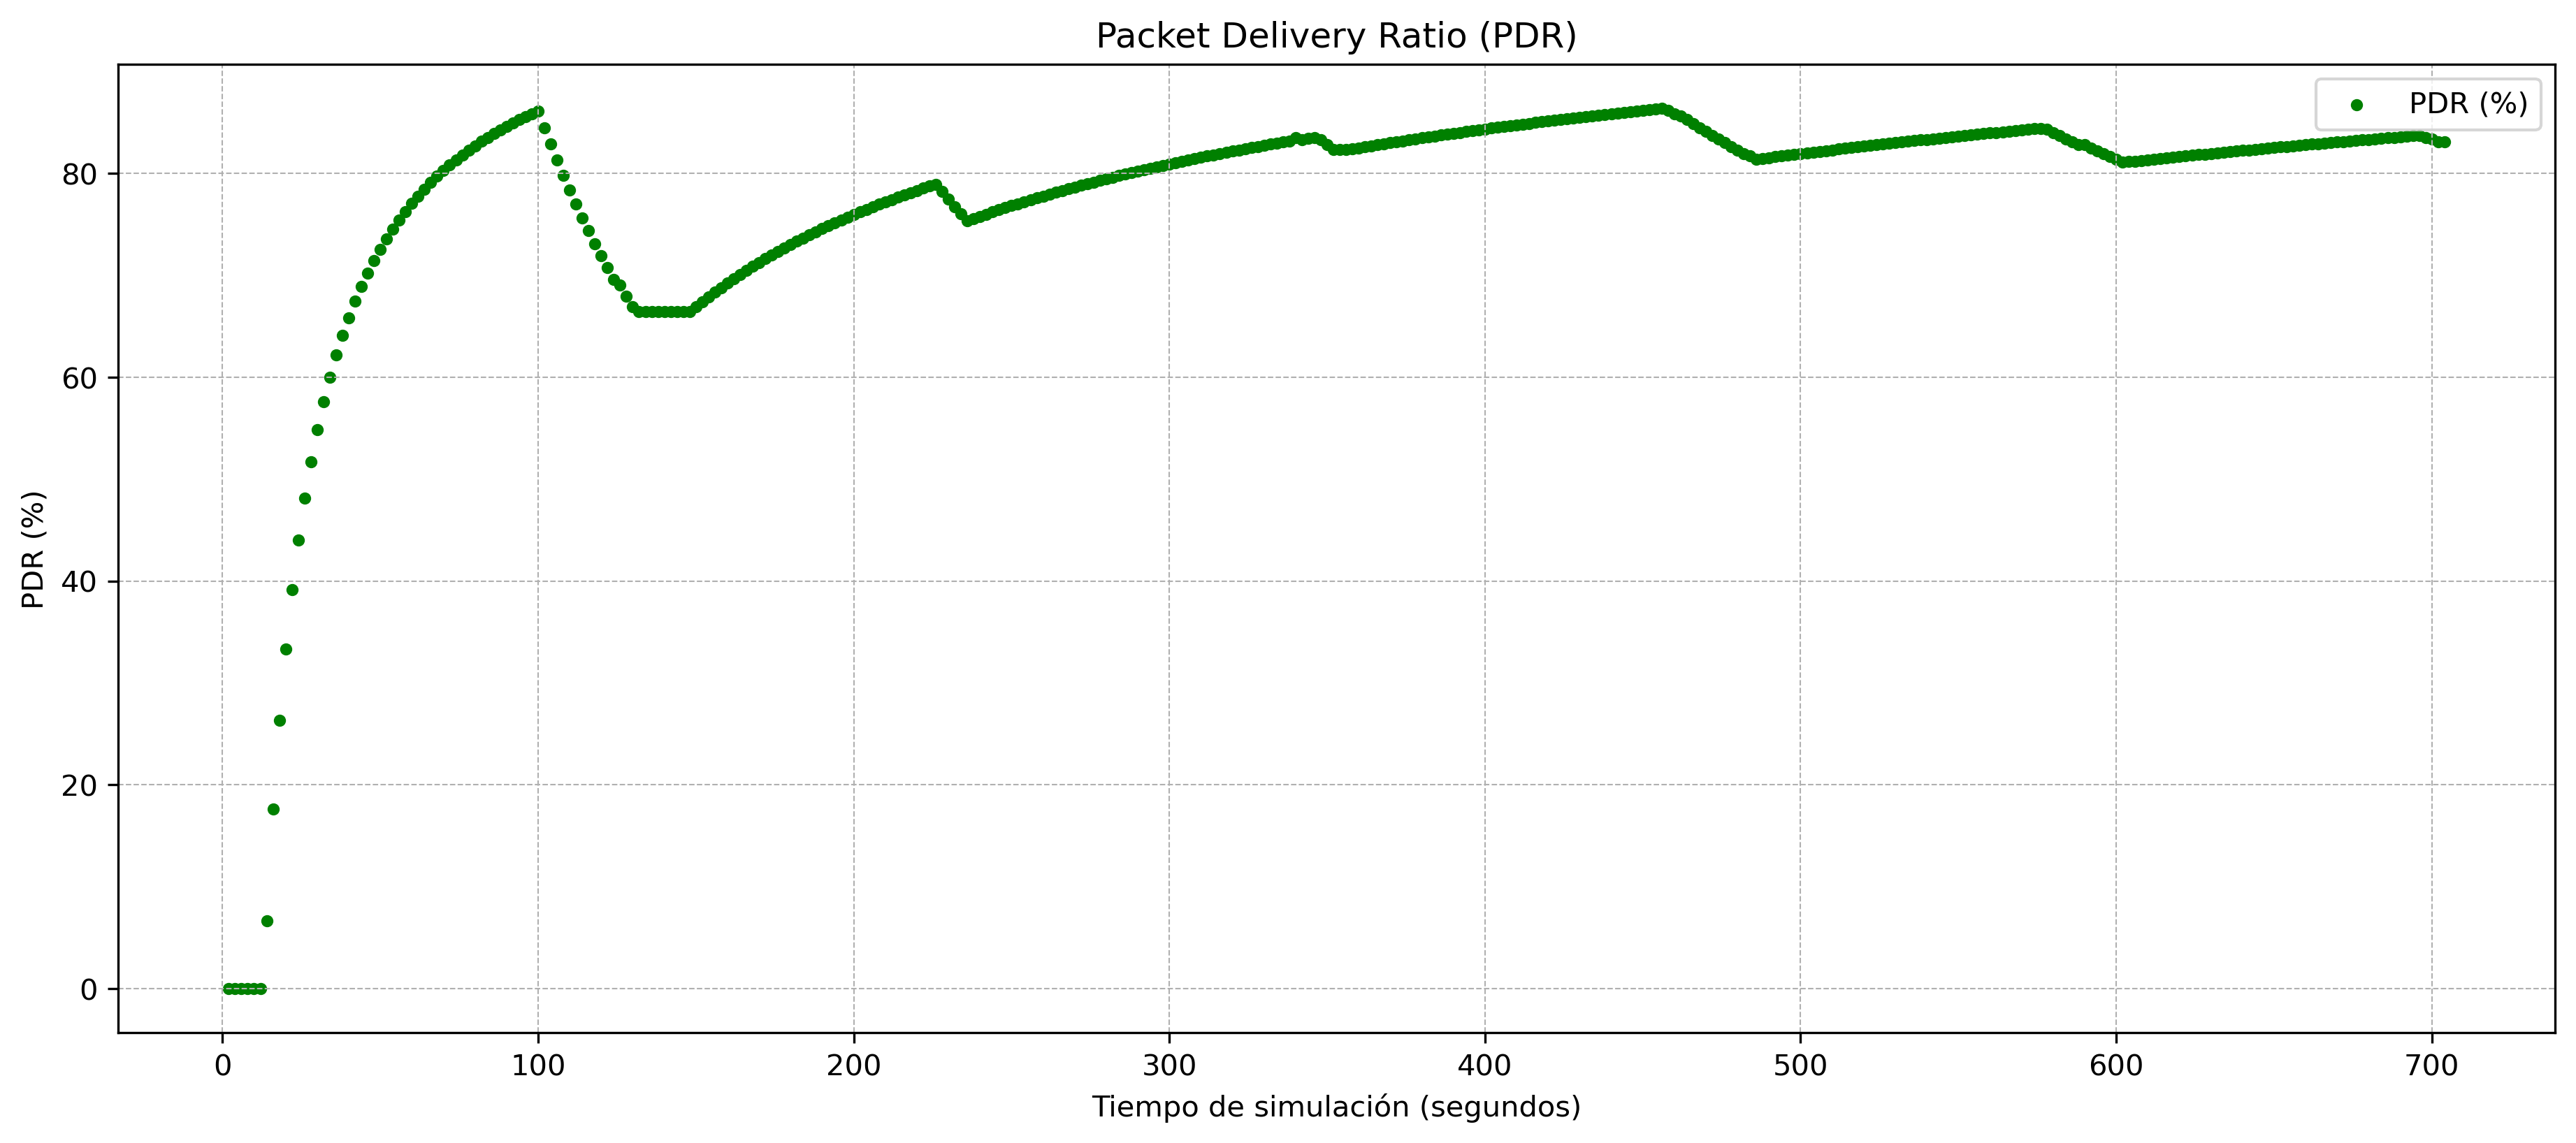 Packet Delivery Ratio (PDR)
PDR (%)
PDR (%)
80
60
40
20
0
0 100 200 300 400 500 600 700
Tiempo de simulación (segundos)